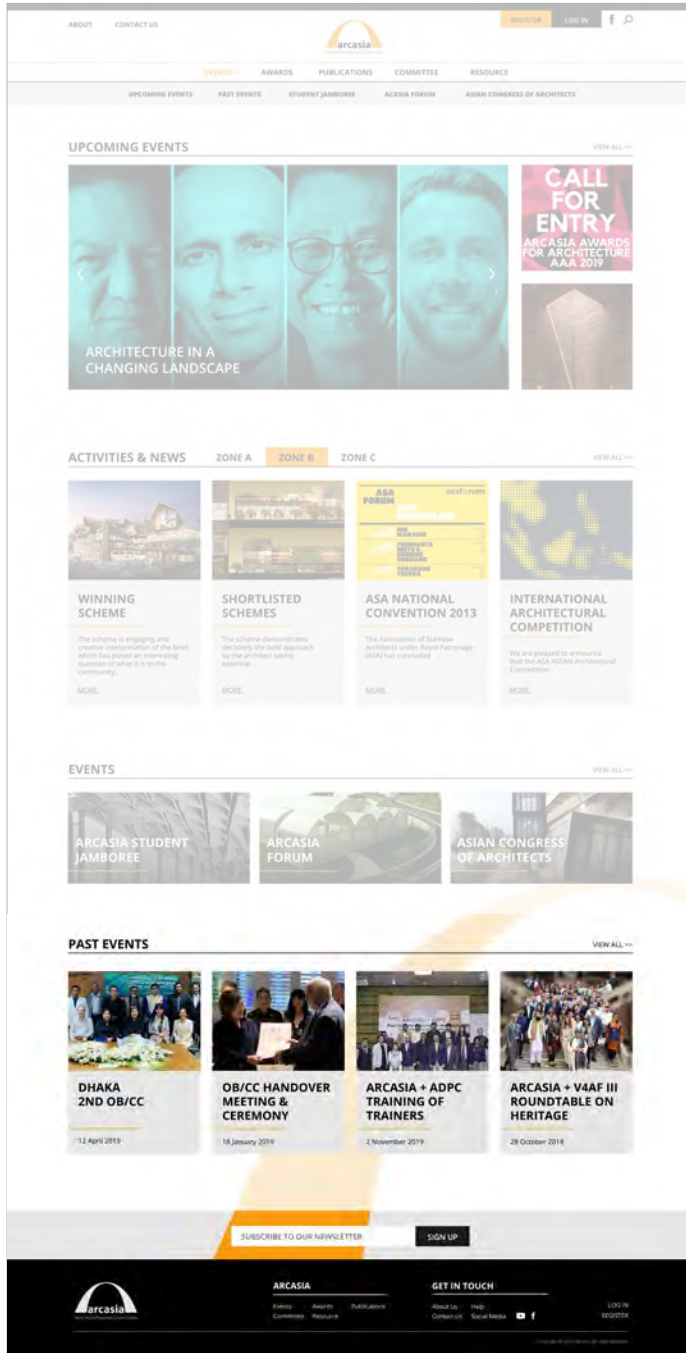 ABOUT
CONTACT US
REGISTER
LOG IN
f
arcasia
EVENTS
AWARDS
PUBLICATIONS
COMMITTEE
RESOURCE
UPCOMING EVENTS
PAST EVENTS
STUDENT JAMBOREE
ACASIA FORUM
ASIAN CONGRESS OF ARCHITECTS
UPCOMING EVENTS
VIEW ALL >>
ARCHITECTURE IN A
CHANGING LANDSCAPE
CALL
FOR
ENTRY
ARCASIA AWARDS
FOR ARCHITECTURE
AAA 2019
ACTIVITIES & NEWS
ZONE A
ZONE B
ZONE C
VIEW ALL >>
WINNING
SCHEME
The scheme is engaging and
creative interpretation of the brief
which has posed an interesting
question of what it is to the
community.
MORE.
SHORTLISTED
SCHEMES
The scheme demonstrates
decisively the bold approach
by the architect taking
essential
MORE.
ASA
FORUM
asaforum
ASA NATIONAL
CONVENTION 2013
The Association of Siamese
Architects under Royal Patronage
(ASA) has concluded
MORE.
INTERNATIONAL
ARCHITECTURAL
COMPETITION
We are pleased to announce
that the ASA ASEAN Architectural
Competition
MORE.
EVENTS
VIEW ALL >>
ARCASIA STUDENT
JAMBOREE
ARCASIA
FORUM
ASIAN CONGRESS
OF ARCHITECTS
PAST EVENTS
VIEW ALL >>
DHAKA
2ND OB/CC
12 April 2019
OB/CC HANDOVER
MEETING &
CEREMONY
18 January 2019
ARCASIA + ADPC
TRAINING OF
TRAINERS
2 November 2019
ARCASIA + V4AF III
ROUNDTABLE ON
HERITAGE
28 October 2018
SUBSCRIBE TO OUR NEWSLETTER
SIGN UP
arcasia
ARCASIA
Events
Awards
Publications
Committee
Resource
GET IN TOUCH
About Us
Help
Contact US
Social Media
f
LOG IN
REGISTER